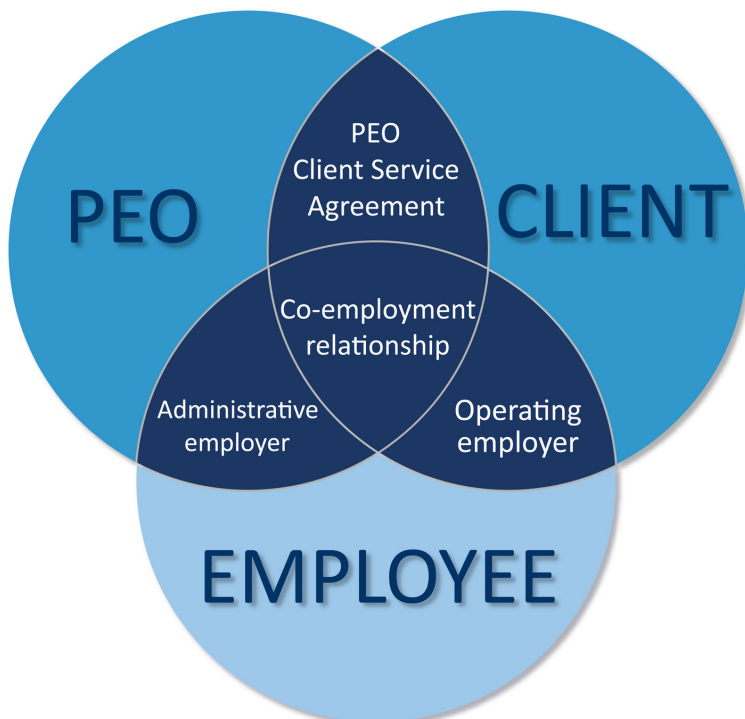 PEO
Client Service
Agreement
PEO
CLIENT
Co-employment
relationship
Administrative
employer
Operating
employer
EMPLOYEE